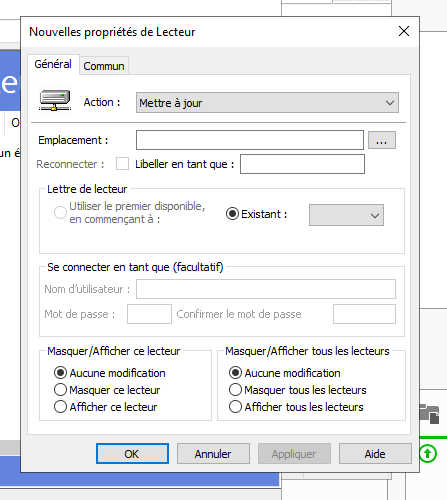 Nouvelles propriétés de Lecteur
Général
Commun
Action :
Mettre à jour
Emplacement :
...
Reconnecter :
Libeller en tant que :
Lettre de lecteur
Utiliser le premier disponible,
en commençant à :
Existant :
Se connecter en tant que (facultatif)
Nom d'utilisateur :
Mot de passe :
Confirmer le mot de passe
Masquer/Afficher ce lecteur
Aucune modification
Masquer ce lecteur
Afficher ce lecteur
Masquer/Afficher tous les lecteurs
Aucune modification
Masquer tous les lecteurs
Afficher tous les lecteurs
OK
Annuler
Appliquer
Aide